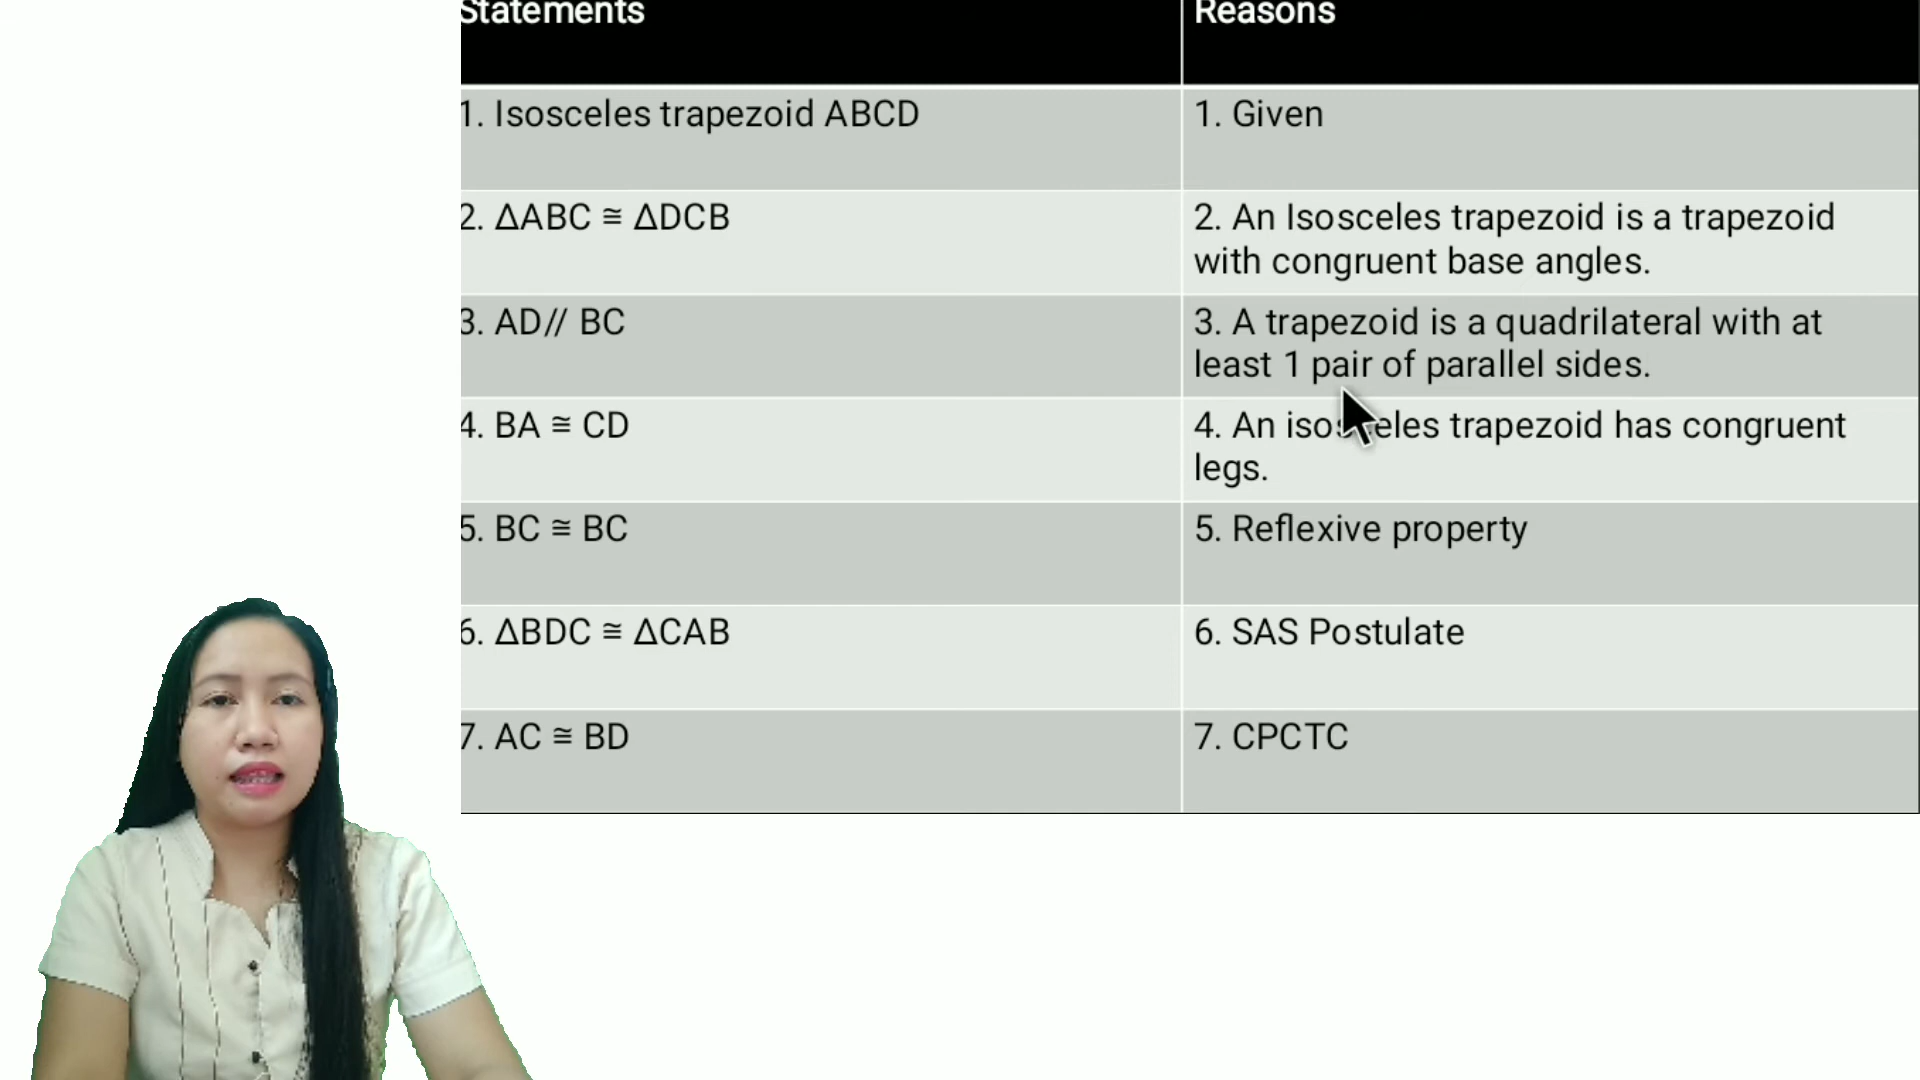 Statements
Reasons
1. Isosceles trapezoid ABCD
1. Given
2. ΔABC ≅ ΔDCB
2. An Isosceles trapezoid is a trapezoid
with congruent base angles.
3. AD// BC
3. A trapezoid is a quadrilateral with at
least 1 pair of parallel sides.
4. BA ≅ CD
4. An isosceles trapezoid has congruent
legs.
5. BC ≅ BC
5. Reflexive property
6. ΔBDC ≅ ΔCAB
6. SAS Postulate
7. AC ≅ BD
7. CPCTC